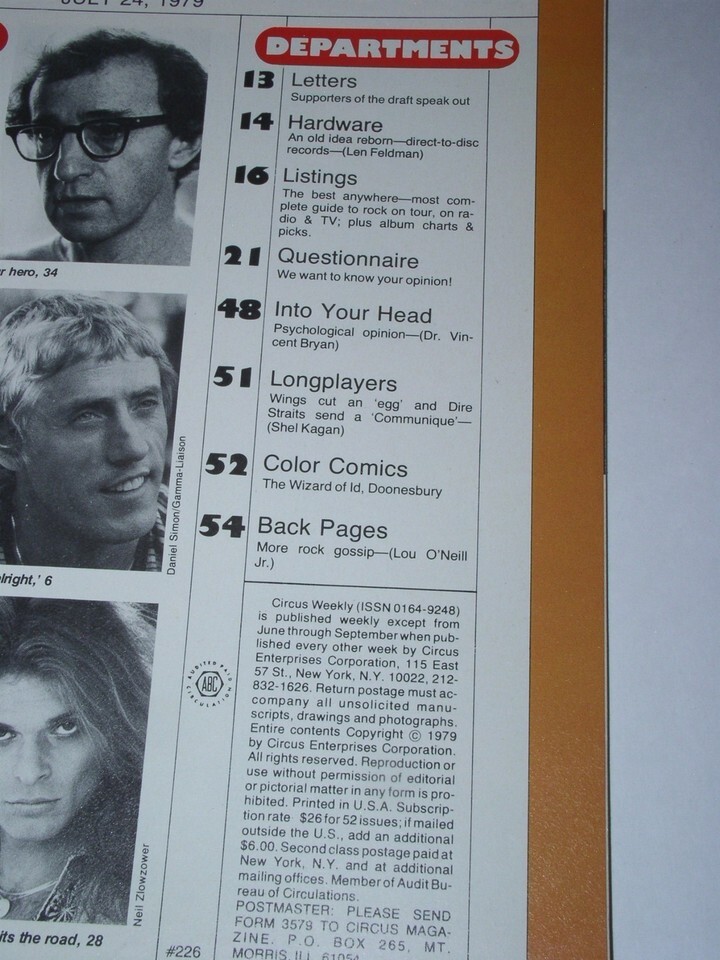 JULY 24, 1979
DEPARTMENTS
13 Letters
Supporters of the draft speak out
14 Hardware
An old idea reborn—direct-to-disc
records—(Len Feldman)
16 Listings
The best anywhere—most com-
plete guide to rock on tour, on ra-
dio & TV; plus album charts &
picks.
21 Questionnaire
We want to know your opinion!
48 Into Your Head
Psychological opinion—(Dr. Vin-
cent Bryan)
51 Longplayers
Wings cut an 'egg' and Dire
Straits send a 'Communique'—
(Shel Kagan)
52 Color Comics
The Wizard of Id, Doonesbury
54 Back Pages
More rock gossip—(Lou O'Neill
Jr.)
hero, 34
Daniel Simon/Gamma-Liaison
lright,' 6
Neil Zlowzower
its the road, 28
AUDITED PAID
ABC
CIRCULATION
Circus Weekly (ISSN 0164-9248)
is published weekly except from
June through September when pub-
lished every other week by Circus
Enterprises Corporation, 115 East
57 St., New York, N.Y. 10022, 212-
832-1626. Return postage must ac-
company all unsolicited manu-
scripts, drawings and photographs.
Entire contents Copyright © 1979
by Circus Enterprises Corporation.
All rights reserved. Reproduction or
use without permission of editorial
or pictorial matter in any form is pro-
hibited. Printed in U.S.A. Subscrip-
tion rate $26 for 52 issues; if mailed
outside the U.S., add an additional
$6.00. Second class postage paid at
New York, N.Y. and at additional
mailing offices. Member of Audit Bu-
reau of Circulations.
POSTMASTER: PLEASE SEND
FORM 3579 TO CIRCUS MAGA-
ZINE. P.O. BOX 265, MT.
MORRIS, ILL 61054
#226